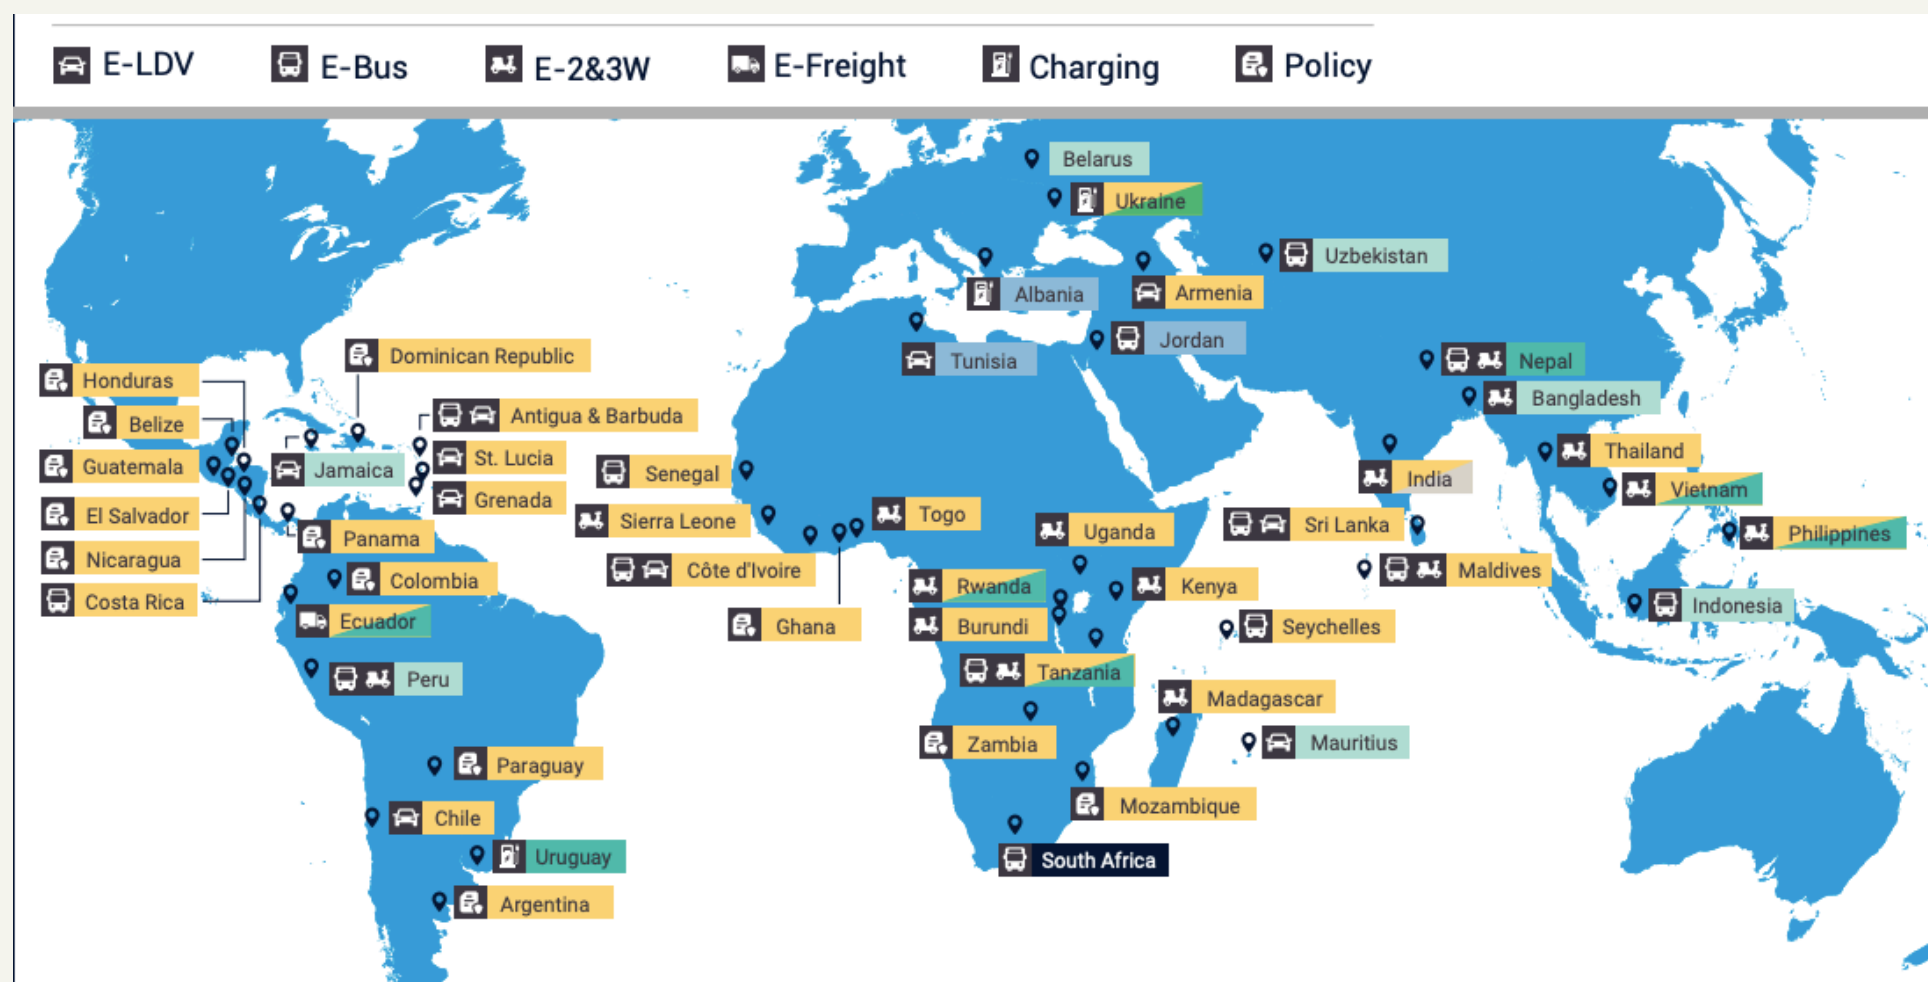 E-LDV
E-Bus
E-2&3W
E-Freight
Charging
Policy
Belarus
Ukraine
Uzbekistan
Albania
Armenia
Jordan
Tunisia
Dominican Republic
Nepal
Honduras
Bangladesh
Antigua & Barbuda
Belize
Thailand
St. Lucia
Guatemala
Jamaica
Senegal
India
Vietnam
Grenada
El Salvador
Sierra Leone
Togo
Uganda
Sri Lanka
Philippines
Panama
Nicaragua
Côte d'Ivoire
Maldives
Colombia
Rwanda
Kenya
Costa Rica
Indonesia
Ecuador
Ghana
Burundi
Seychelles
Peru
Tanzania
Madagascar
Zambia
Mauritius
Paraguay
Mozambique
Chile
Uruguay
South Africa
Argentina